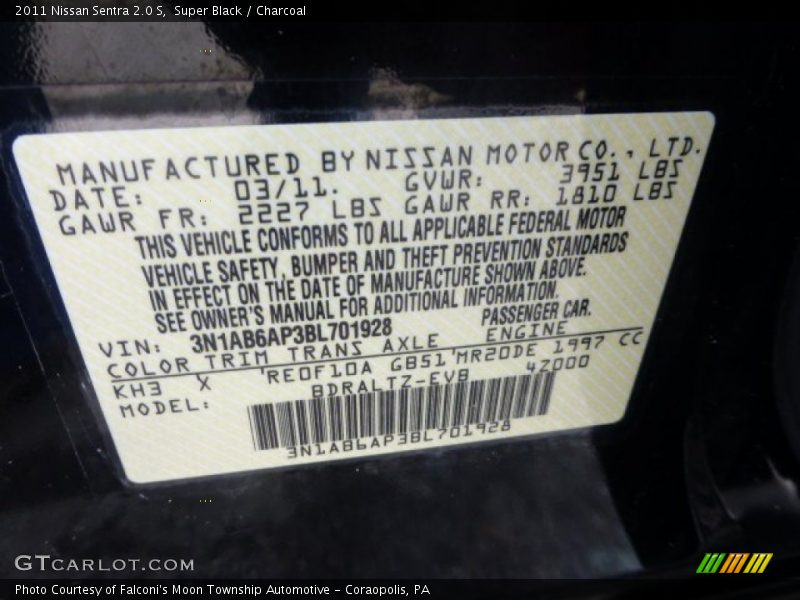 2011 Nissan Sentra 2.0 S, Super Black / Charcoal
MANUFACTURED BY NISSAN MOTOR CO., LTD.
DATE: 03/11. GVWR: 3951 LBS
GAWR FR: 2227 LBS GAWR RR: 1810 LBS
THIS VEHICLE CONFORMS TO ALL APPLICABLE FEDERAL MOTOR
VEHICLE SAFETY, BUMPER AND THEFT PREVENTION STANDARDS
IN EFFECT ON THE DATE OF MANUFACTURE SHOWN ABOVE.
SEE OWNER'S MANUAL FOR ADDITIONAL INFORMATION.
VIN: 3N1AB6AP3BL701928 PASSENGER CAR.
COLOR TRIM TRANS AXLE ENGINE
KH3 X 'RE0F10A GB51'MR20DE 1997 CC
MODEL: BDRALTZ-EVB 4Z000
3N1AB6AP3BL701928
GTCARLOT.COM
Photo Courtesy of Falconi's Moon Township Automotive - Coraopolis, PA